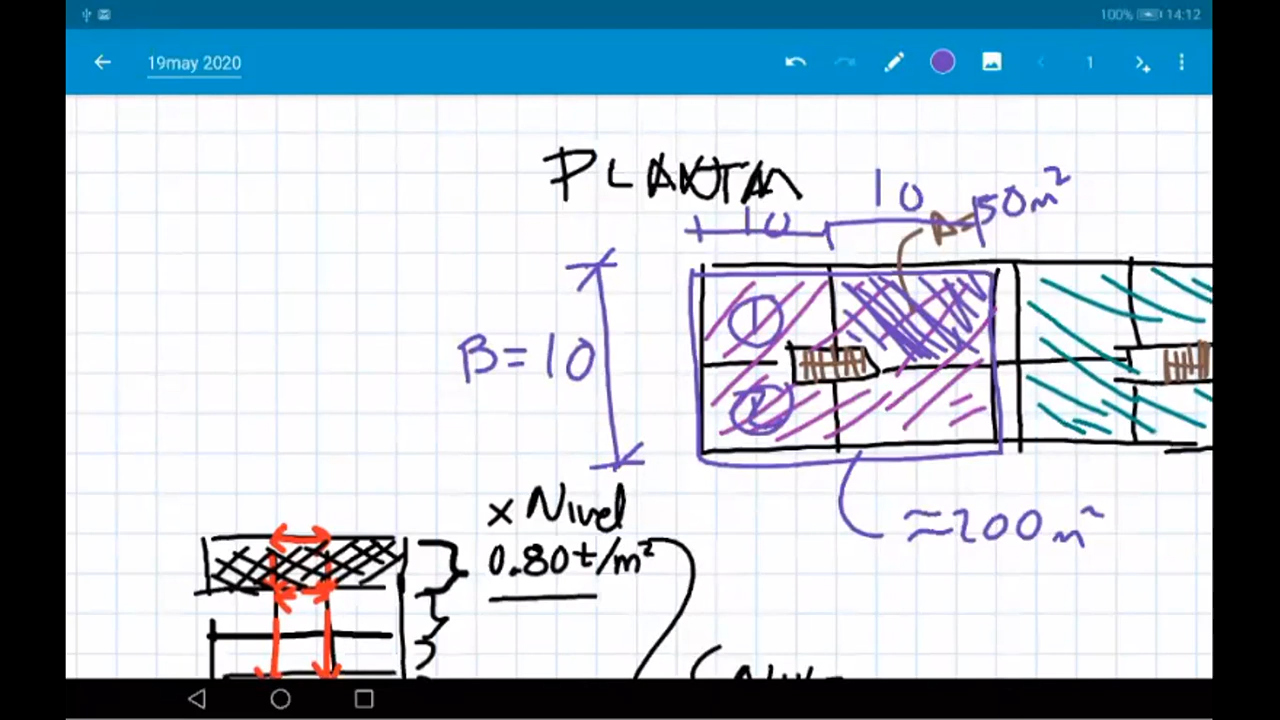 100% 14:12
19may 2020
1
PLANTA
10
10
50m²
B=10
1
2
≈200m²
x Nivel
0.80t/m²